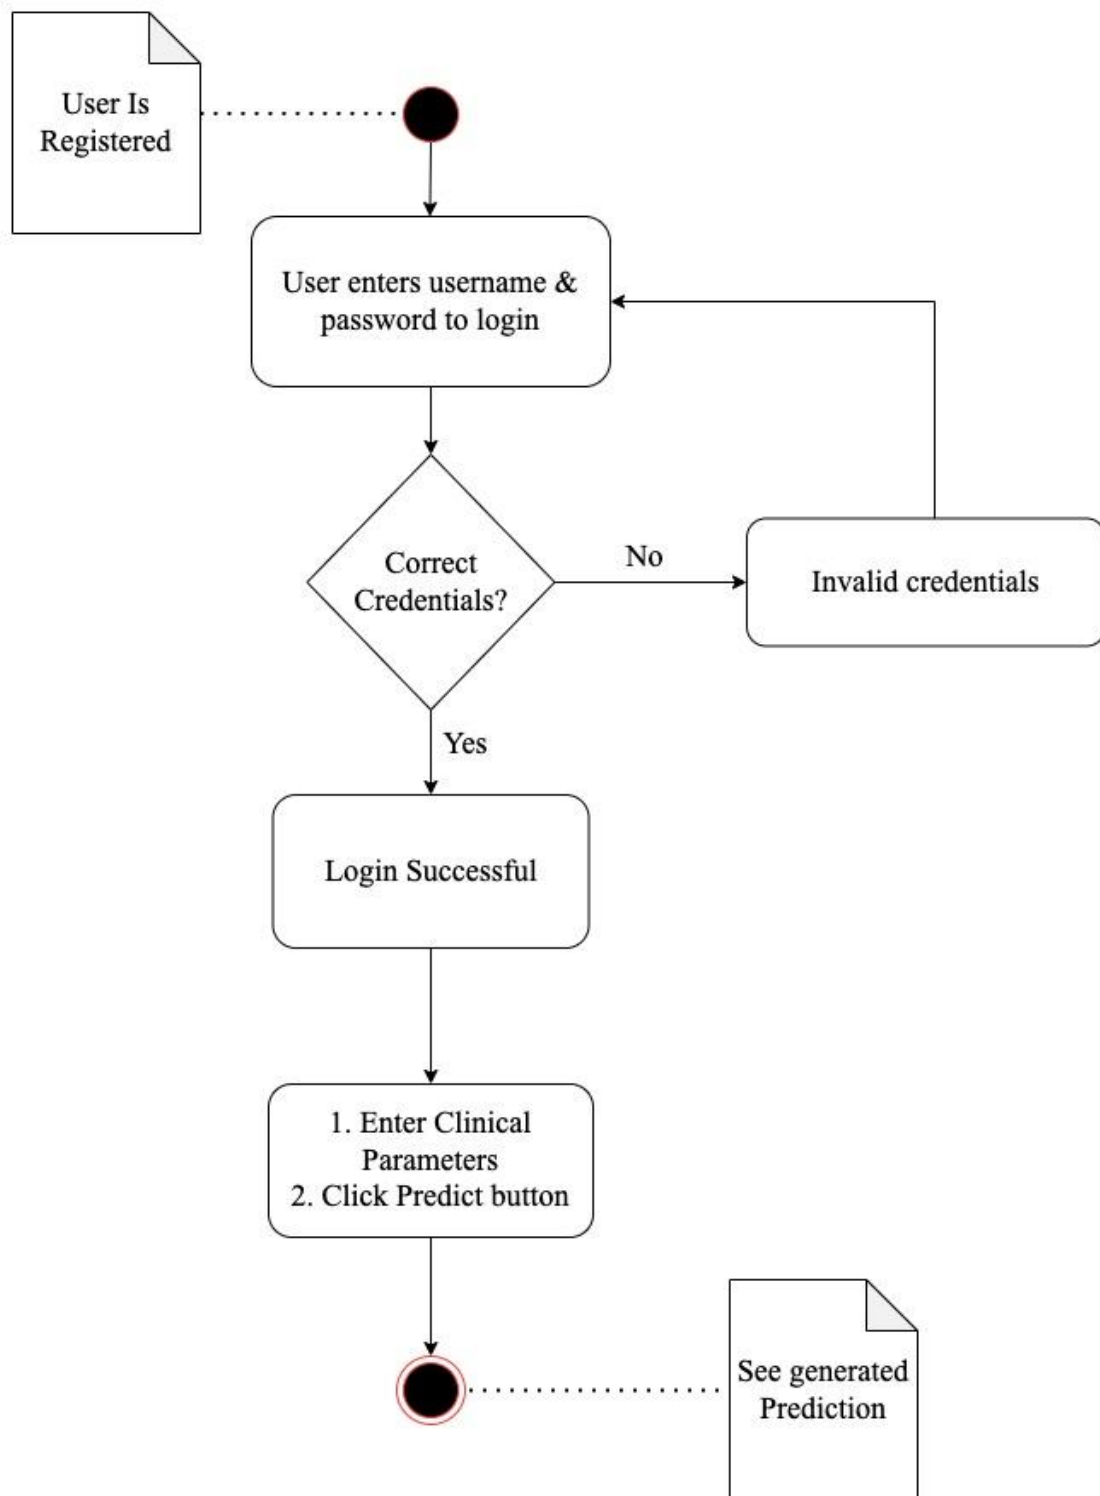 User Is
Registered
User enters username &
password to login
Correct
Credentials?
No
Invalid credentials
Yes
Login Successful
1. Enter Clinical
Parameters
2. Click Predict button
See generated
Prediction